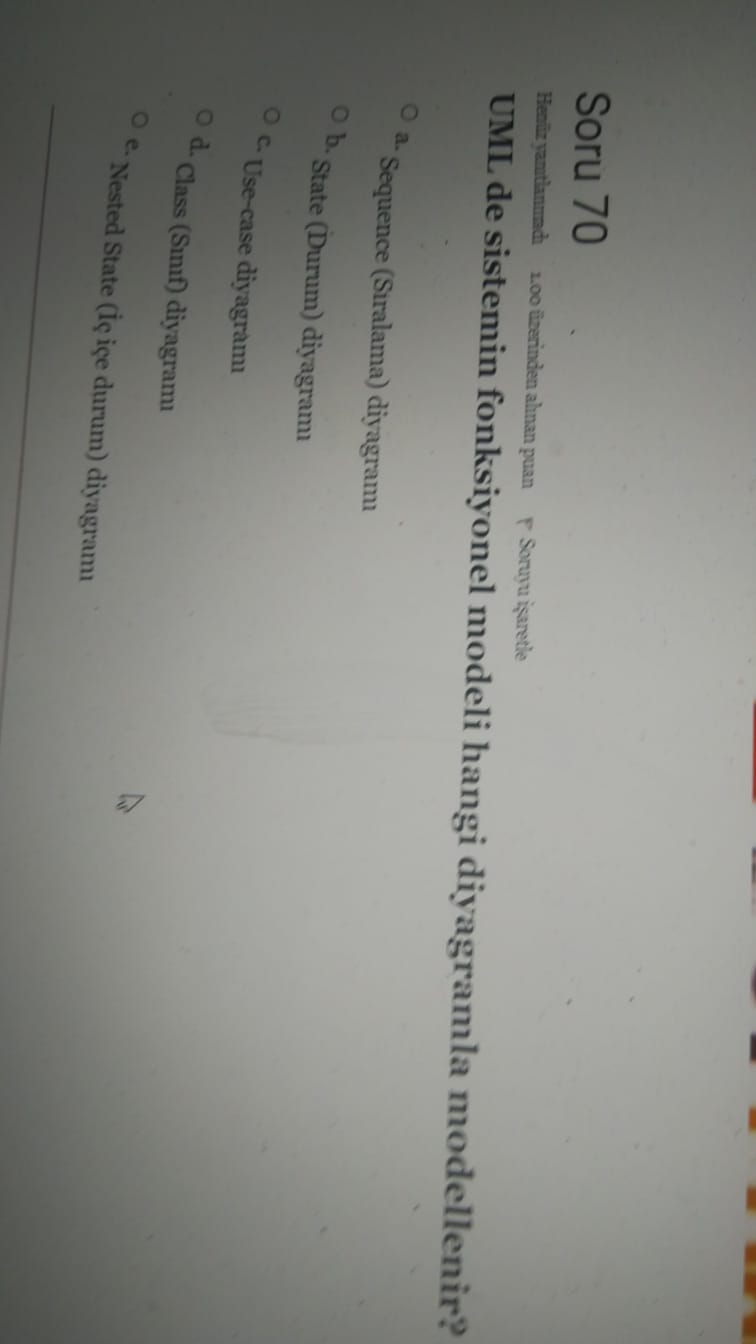 Soru 70
Henüz yanıtlanmadı 1.00 üzerinden alınan puan Soruyu işaretle
UML de sistemin fonksiyonel modeli hangi diyagramla modellenir?
a. Sequence (Sıralama) diyagramı
b. State (Durum) diyagramı
c. Use-case diyagramı
d. Class (Sınıf) diyagramı
e. Nested State (İç içe durum) diyagramı